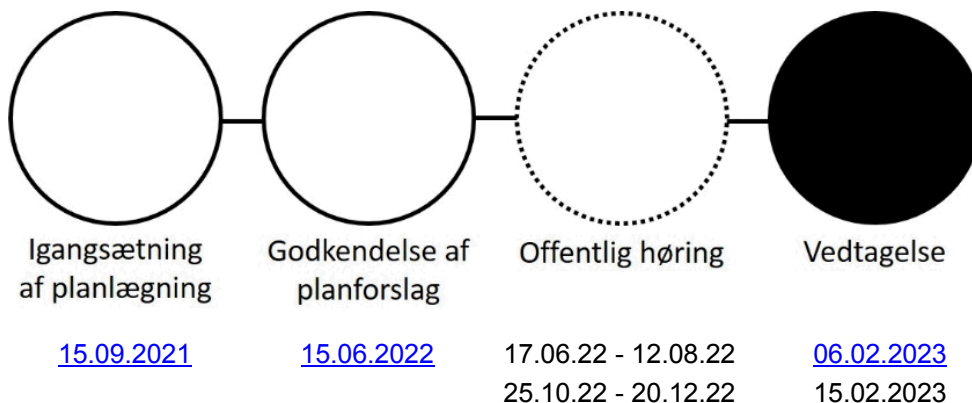 Igangsætning
af planlægning
Godkendelse af
planforslag
Offentlig høring
Vedtagelse
15.09.2021
15.06.2022
17.06.22 - 12.08.22
06.02.2023
25.10.22 - 20.12.22
15.02.2023